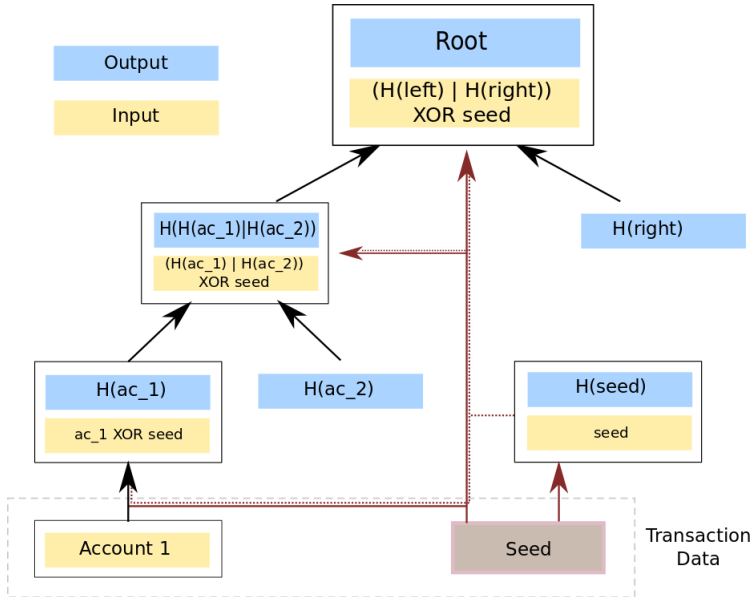 Root
Output
(H(left) | H(right))
XOR seed
Input
H(H(ac_1)|H(ac_2))
H(right)
(H(ac_1) | H(ac_2))
XOR seed
H(ac_1)
H(ac_2)
H(seed)
ac_1 XOR seed
seed
Account 1
Seed
Transaction
Data